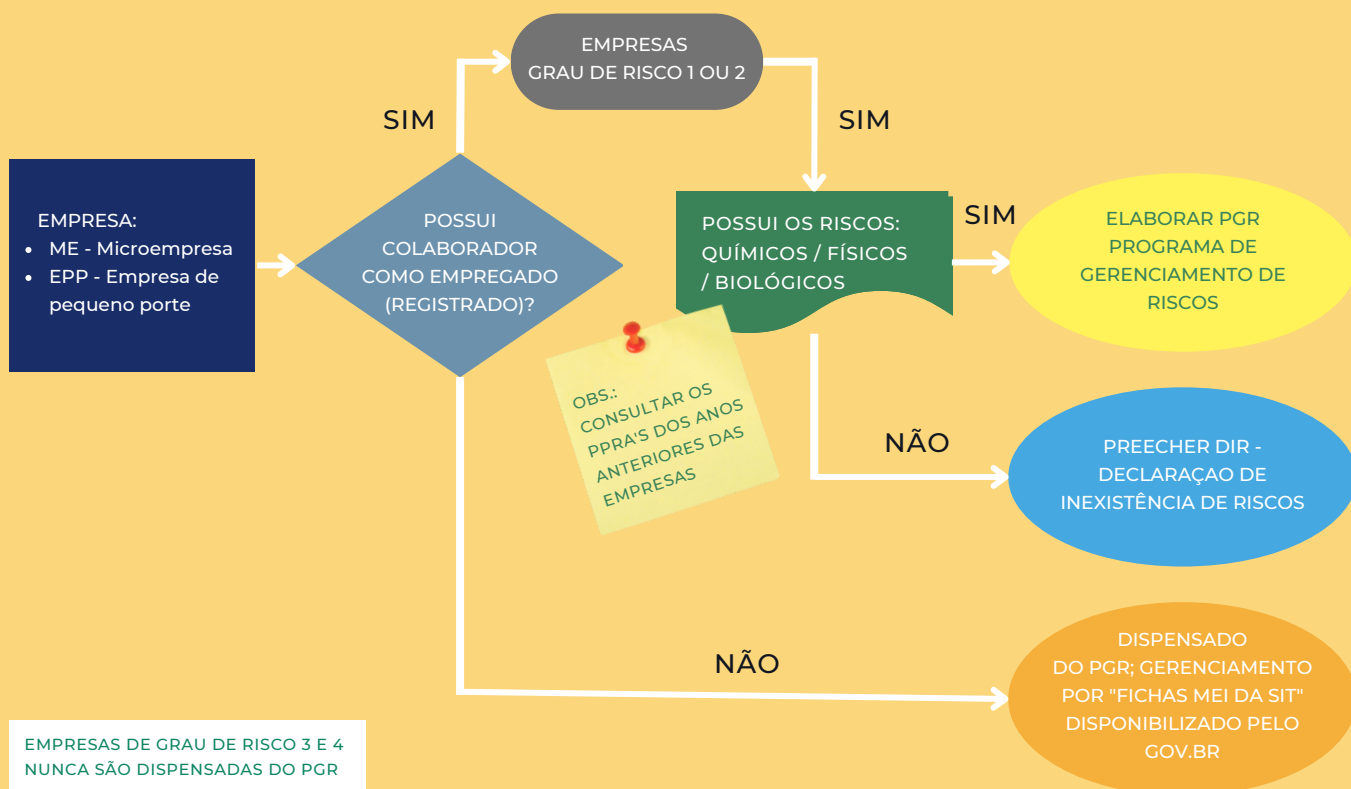 EMPRESAS
GRAU DE RISCO 1 OU 2
SIM
SIM
EMPRESA:
• ME - Microempresa
• EPP - Empresa de
pequeno porte
POSSUI
COLABORADOR
COMO EMPREGADO
(REGISTRADO)?
POSSUI OS RISCOS:
QUÍMICOS / FÍSICOS
/ BIOLÓGICOS
SIM
ELABORAR PGR
PROGRAMA DE
GERENCIAMENTO DE
RISCOS
OBS.:
CONSULTAR OS
PPRA'S DOS ANOS
ANTERIORES DAS
EMPRESAS
NÃO
PREECHER DIR -
DECLARAÇAO DE
INEXISTÊNCIA DE RISCOS
NÃO
DISPENSADO
DO PGR; GERENCIAMENTO
POR "FICHAS MEI DA SIT"
DISPONIBILIZADO PELO
GOV.BR
EMPRESAS DE GRAU DE RISCO 3 E 4
NUNCA SÃO DISPENSADAS DO PGR